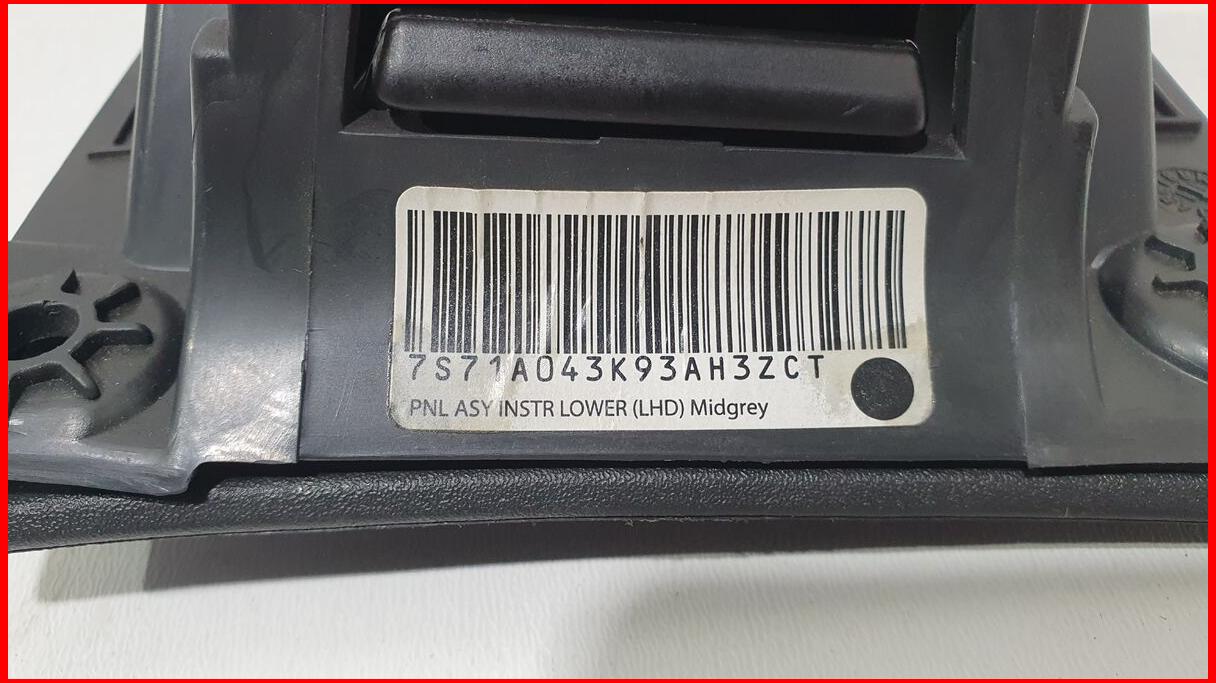 7S71A043K93AH3ZCT
PNL ASY INSTR LOWER (LHD) Midgrey